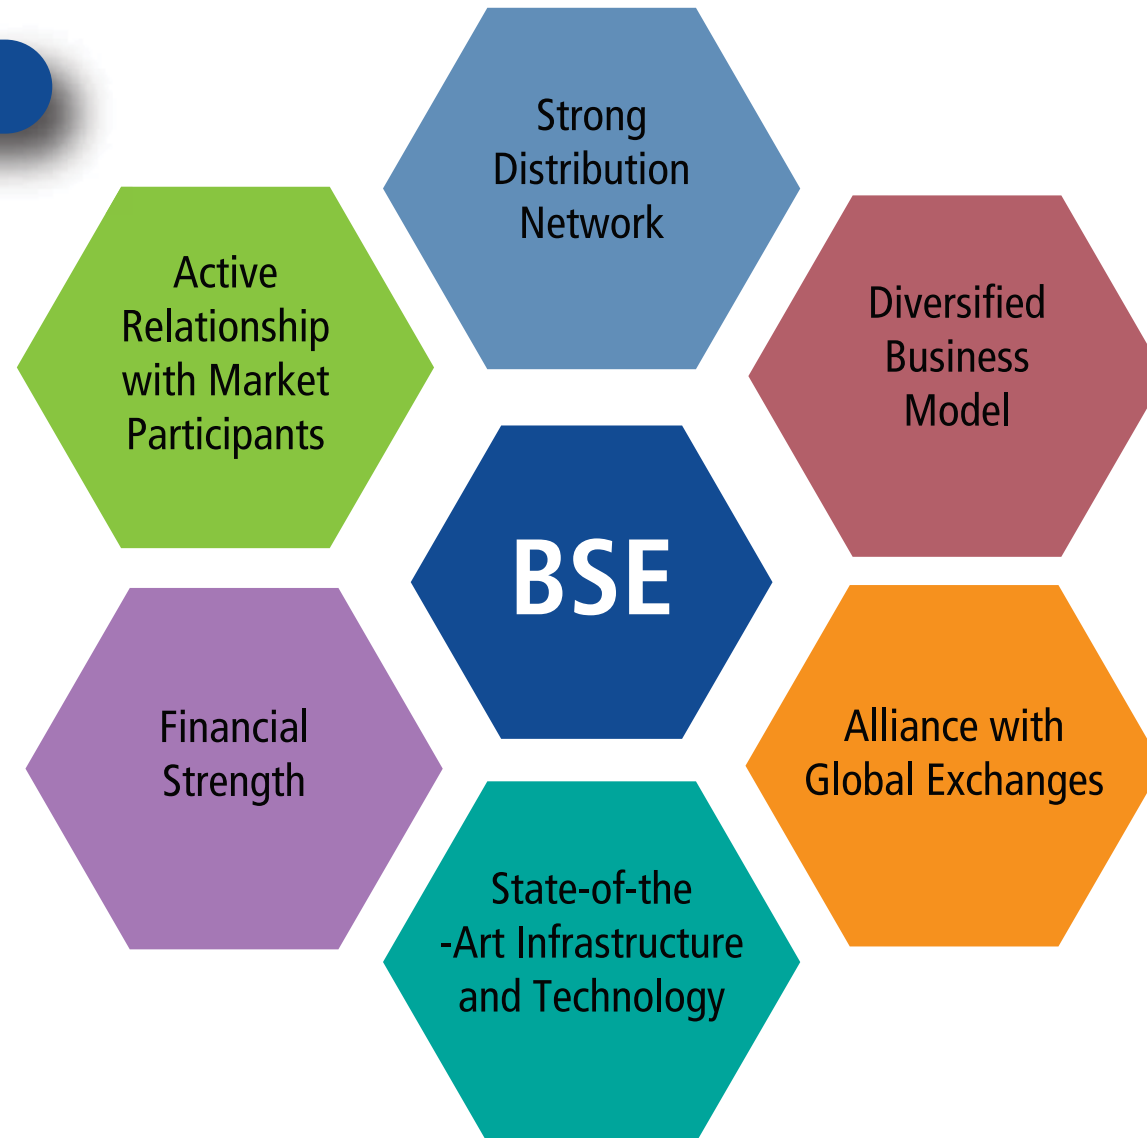 Strong
Distribution
Network
Active
Relationship
with Market
Participants
Diversified
Business
Model
BSE
Financial
Strength
Alliance with
Global Exchanges
State-of-the
-Art Infrastructure
and Technology